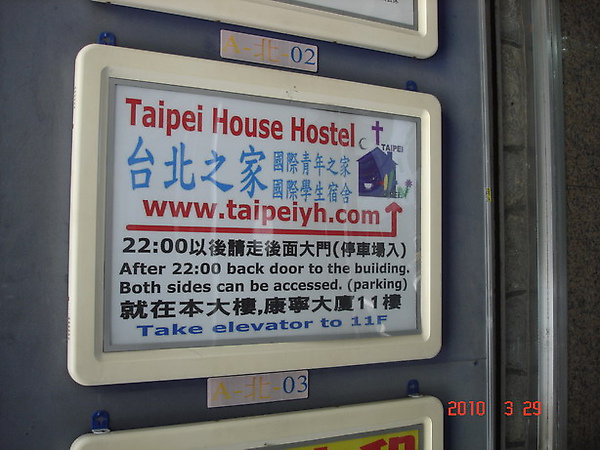 A-北-02
Taipei House Hostel
TAIPEI
台北之家 國際青年之家
國際學生宿舍
www.taipeiyh.com
22:00以後請走後面大門(停車場入)
After 22:00 back door to the building.
Both sides can be accessed. (parking)
就在本大樓,康寧大廈11樓
Take elevator to 11F
A-北-03
2010 3 29